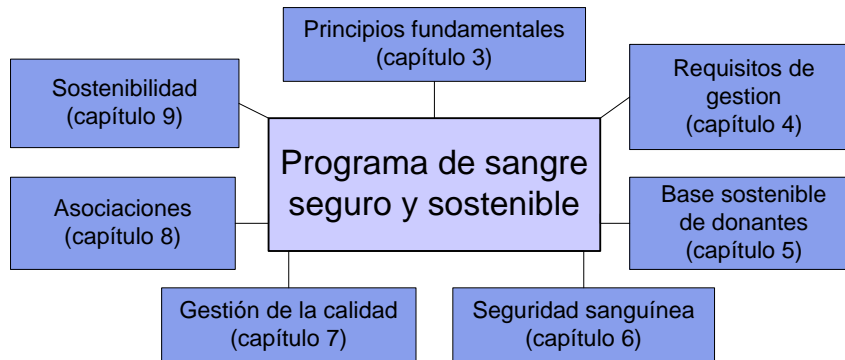 Principios fundamentales
(capítulo 3)
Sostenibilidad
(capítulo 9)
Requisitos de
gestion
(capítulo 4)
Programa de sangre
seguro y sostenible
Asociaciones
(capítulo 8)
Base sostenible
de donantes
(capítulo 5)
Gestión de la calidad
(capítulo 7)
Seguridad sanguínea
(capítulo 6)